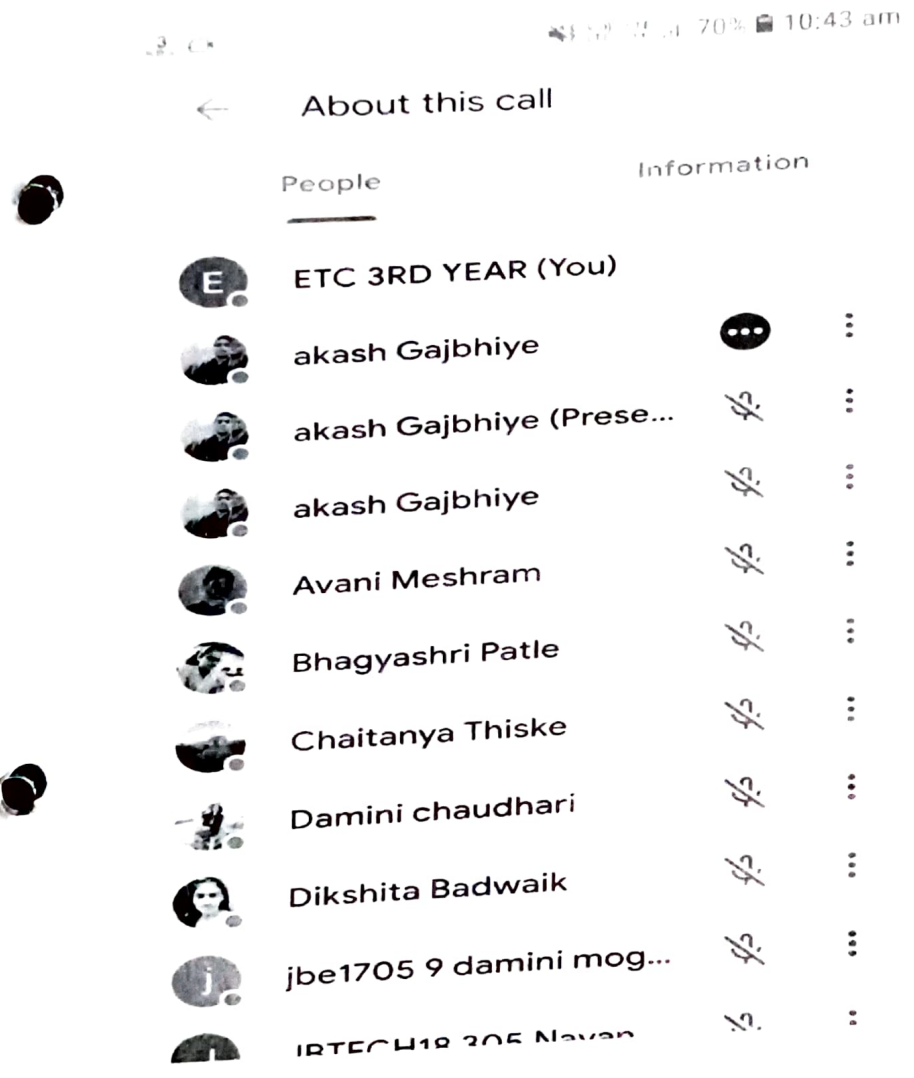 70% 10:43 am
← About this call
People Information
E ETC 3RD YEAR (You)
akash Gajbhiye
akash Gajbhiye (Prese...
akash Gajbhiye
Avani Meshram
Bhagyashri Patle
Chaitanya Thiske
Damini chaudhari
Dikshita Badwaik
j jbe1705 9 damini mog...